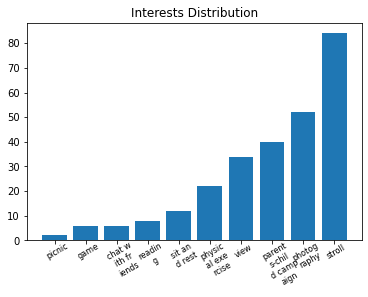 Interests Distribution
80
70
60
50
40
30
20
10
0
picnic
game
chat w
ith fr
iends
readin
g
sit an
d rest
physic
al exe
rcise
view
parent
s-chil
d camp
aign
photog
raphy
stroll